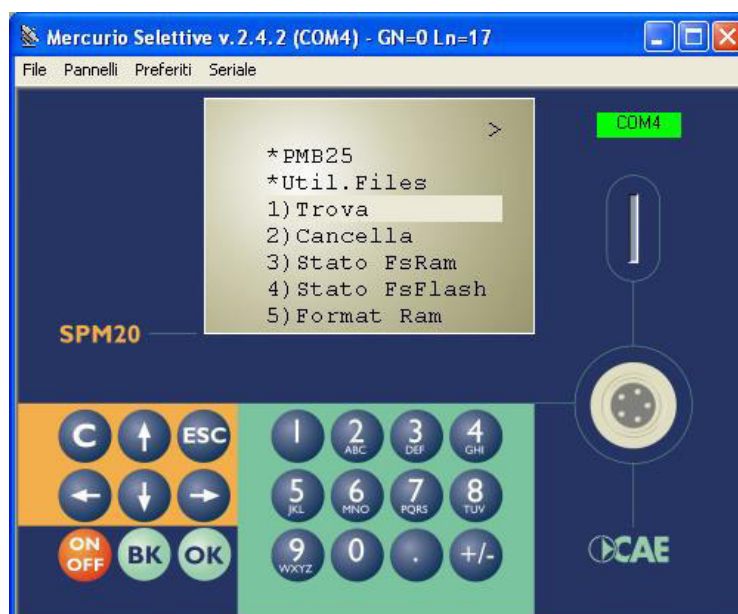 Mercurio Selettive v.2.4.2 (COM4) - GN=0 Ln=17
File Pannelli Preferiti Seriale
>
COM4
*PMB25
*Util.Files
1)Trova
2)Cancella
3)Stato FsRam
4)Stato FsFlash
5)Format Ram
SPM20
C ESC
1 2 3 4
ABC DEF GHI
5 6 7 8
JKL MNO PQRS TUV
ON OFF BK OK
9 0 . +/-
WXYZ
CAE